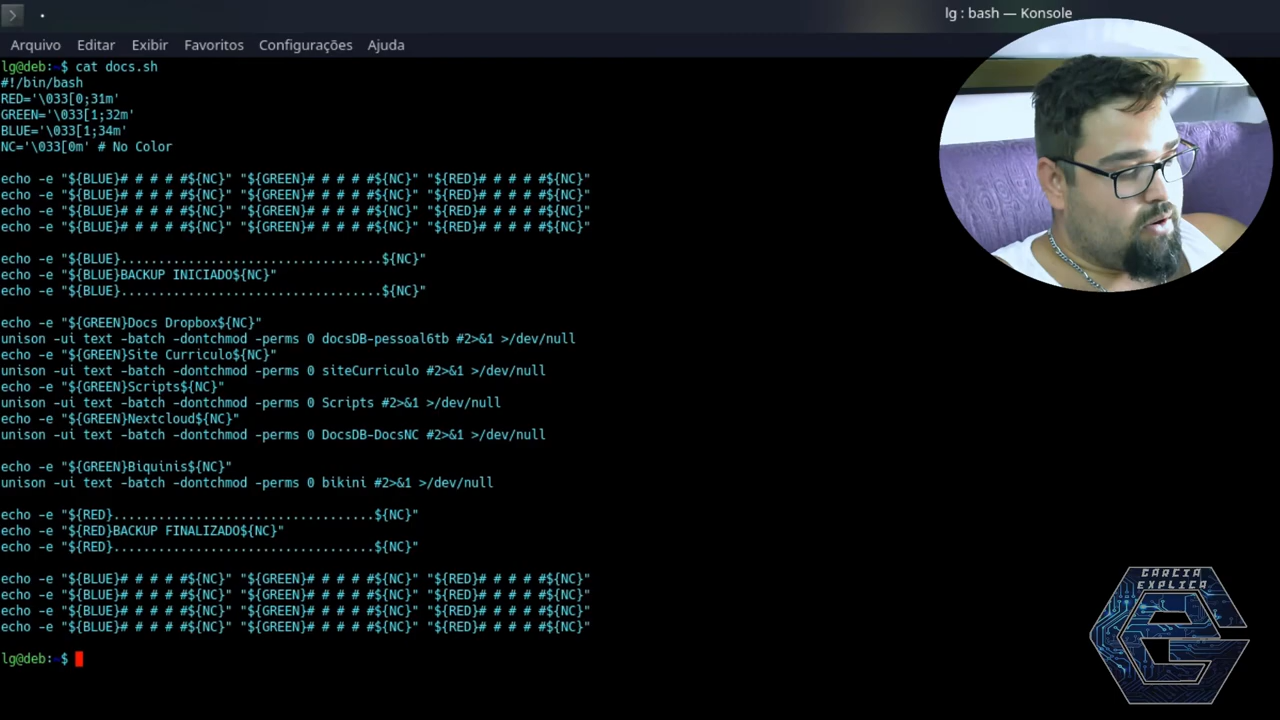 lg : bash — Konsole
Arquivo Editar Exibir Favoritos Configurações Ajuda
lg@deb:~$ cat docs.sh
#!/bin/bash
RED='\033[0;31m'
GREEN='\033[1;32m'
BLUE='\033[1;34m'
NC='\033[0m' # No Color
echo -e "${BLUE}# # # # #${NC}" "${GREEN}# # # # #${NC}" "${RED}# # # # #${NC}"
echo -e "${BLUE}# # # # #${NC}" "${GREEN}# # # # #${NC}" "${RED}# # # # #${NC}"
echo -e "${BLUE}# # # # #${NC}" "${GREEN}# # # # #${NC}" "${RED}# # # # #${NC}"
echo -e "${BLUE}# # # # #${NC}" "${GREEN}# # # # #${NC}" "${RED}# # # # #${NC}"
echo -e "${BLUE}...................................${NC}"
echo -e "${BLUE}BACKUP INICIADO${NC}"
echo -e "${BLUE}...................................${NC}"
echo -e "${GREEN}Docs Dropbox${NC}"
unison -ui text -batch -dontchmod -perms 0 docsDB-pessoal6tb #2>&1 >/dev/null
echo -e "${GREEN}Site Curriculo${NC}"
unison -ui text -batch -dontchmod -perms 0 siteCurriculo #2>&1 >/dev/null
echo -e "${GREEN}Scripts${NC}"
unison -ui text -batch -dontchmod -perms 0 Scripts #2>&1 >/dev/null
echo -e "${GREEN}Nextcloud${NC}"
unison -ui text -batch -dontchmod -perms 0 DocsDB-DocsNC #2>&1 >/dev/null
echo -e "${GREEN}Biquinis${NC}"
unison -ui text -batch -dontchmod -perms 0 bikini #2>&1 >/dev/null
echo -e "${RED}...................................${NC}"
echo -e "${RED}BACKUP FINALIZADO${NC}"
echo -e "${RED}...................................${NC}"
echo -e "${BLUE}# # # # #${NC}" "${GREEN}# # # # #${NC}" "${RED}# # # # #${NC}"
echo -e "${BLUE}# # # # #${NC}" "${GREEN}# # # # #${NC}" "${RED}# # # # #${NC}"
echo -e "${BLUE}# # # # #${NC}" "${GREEN}# # # # #${NC}" "${RED}# # # # #${NC}"
echo -e "${BLUE}# # # # #${NC}" "${GREEN}# # # # #${NC}" "${RED}# # # # #${NC}"
lg@deb:~$
GARCIA
EXPLICA